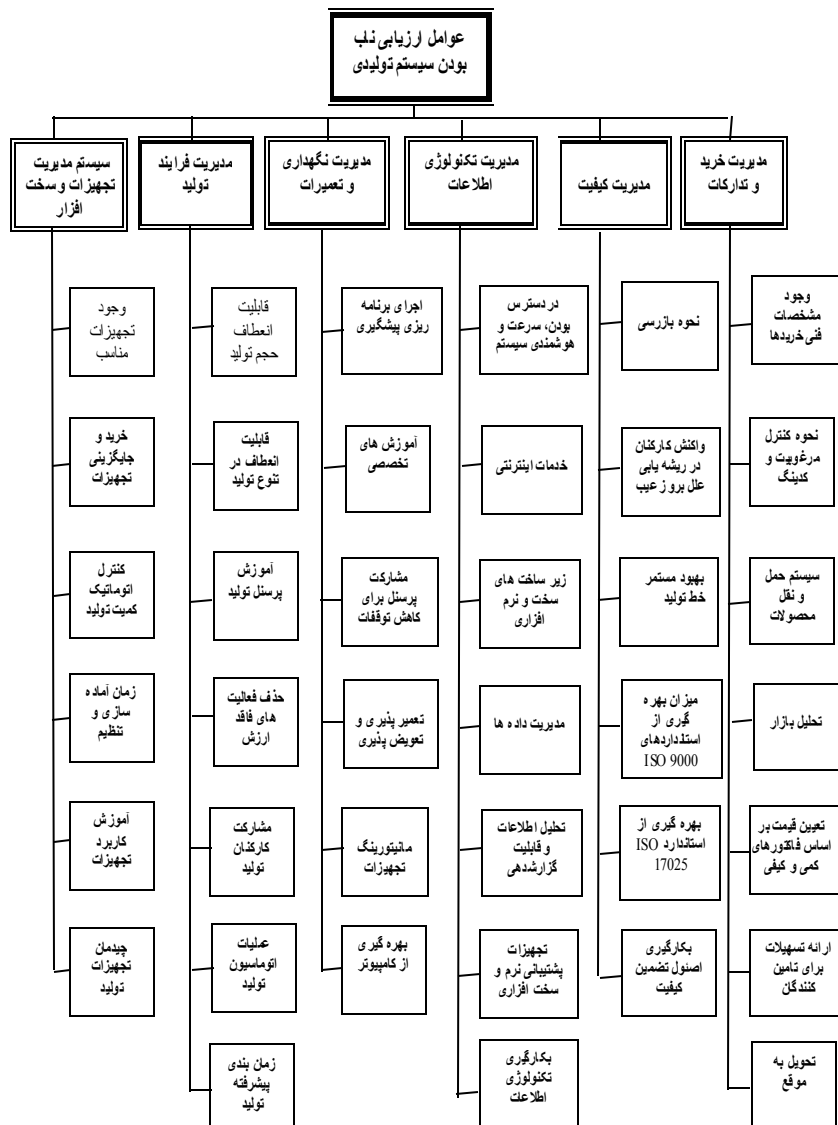 عوامل ارزیابی ناب
بودن سیستم تولیدی
مدیریت خرید
و تدارکات
مدیریت کیفیت
مدیریت تکنولوژی
اطلاعات
مدیریت نگهداری
و تعمیرات
مدیریت فرایند
تولید
سیستم مدیریت
تجهیزات و سخت
افزار
وجود
مشخصات
فنی خریدها
نحوه کنترل
مرغوبیت و
کدینگ
سیستم حمل
و نقل
محصولات
تحلیل بازار
تعیین قیمت بر
اساس فاکتورهای
کمی و کیفی
ارائه تسهیلات
برای تامین
کنندگان
تحویل به
موقع
نحوه بازرسی
واکنش کارکنان
در ریشه یابی
علل بروز عیب
بهبود مستمر
خط تولید
میزان بهره
گیری از
استانداردهای
ISO 9000
بهره گیری از
استاندارد ISO
17025
بکارگیری
اصول تضمین
کیفیت
در دسترس
بودن، سرعت و
هوشمندی سیستم
خدمات اینترنتی
زیر ساخت های
سخت و نرم
افزاری
مدیریت داده ها
تحلیل اطلاعات
و قابلیت
گزارشدهی
تجهیزات
پشتیبانی نرم و
سخت افزاری
بکارگیری
تکنولوژی
اطلاعات
اجرای برنامه
ریزی پیشگیری
آموزش های
تخصصی
مشارکت
پرسنل برای
کاهش توقفات
تعمیر پذیری و
تعویض پذیری
مانیتورینگ
تجهیزات
بهره گیری
از کامپیوتر
قابلیت
انعطاف
حجم تولید
قابلیت
انعطاف در
تنوع تولید
آموزش
پرسنل تولید
حذف فعالیت
های فاقد
ارزش
مشارکت
کارکنان
تولید
عملیات
اتوماسیون
تولید
زمان بندی
پیشرفته
تولید
وجود
تجهیزات
مناسب
خرید و
جایگزینی
تجهیزات
کنترل
اتوماتیک
کمیت تولید
زمان آماده
سازی و
تنظیم
آموزش
کاربرد
تجهیزات
چیدمان
تجهیزات
تولید